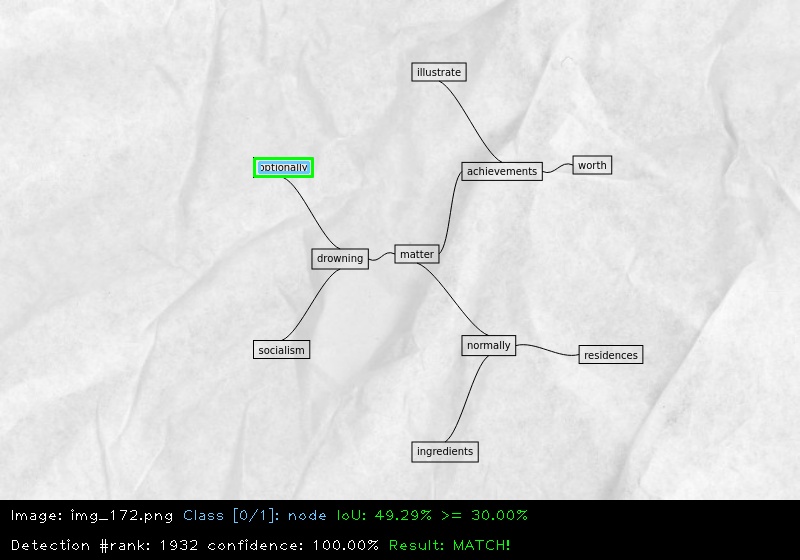 illustrate
optionally
achievements
worth
drowning
matter
socialism
normally
residences
ingredients
Image: img_172.png Class [0/1]: node IoU: 49.29% >= 30.00%
Detection #rank: 1932 confidence: 100.00% Result: MATCH!